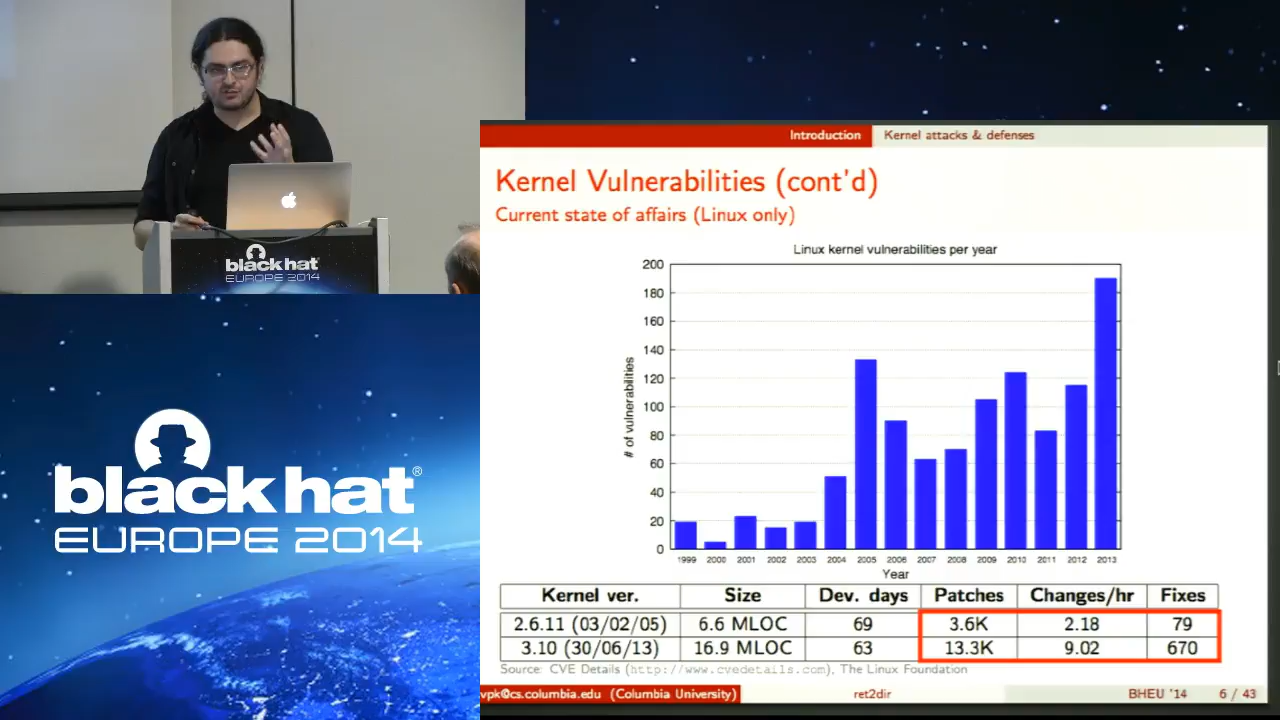 black hat
EUROPE 2014
black hat®
EUROPE 2014
Introduction
Kernel attacks & defenses
Kernel Vulnerabilities (cont'd)
Current state of affairs (Linux only)
Linux kernel vulnerabilities per year
# of vulnerabilities
200
180
160
140
120
100
80
60
40
20
0
1999 2000 2001 2002 2003 2004 2005 2006 2007 2008 2009 2010 2011 2012 2013
Year
Kernel ver. Size Dev. days Patches Changes/hr Fixes
2.6.11 (03/02/05) 6.6 MLOC 69 3.6K 2.18 79
3.10 (30/06/13) 16.9 MLOC 63 13.3K 9.02 670
Source: CVE Details (http://www.cvedetails.com), The Linux Foundation
vpk@cs.columbia.edu (Columbia University) ret2dir BHEU '14 6 / 43